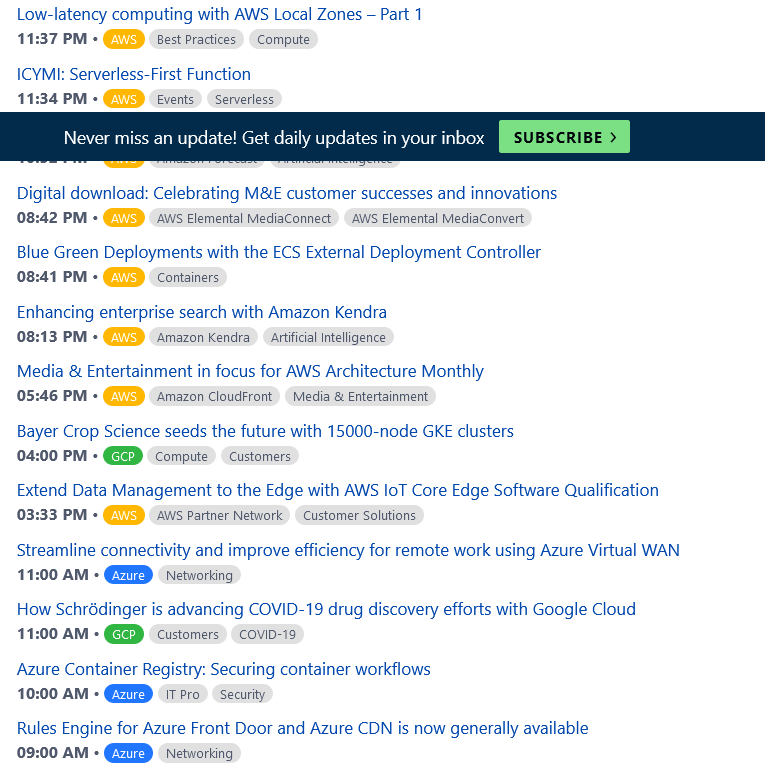 Low-latency computing with AWS Local Zones – Part 1
11:37 PM • AWS Best Practices Compute
ICYMI: Serverless-First Function
11:34 PM • AWS Events Serverless
Never miss an update! Get daily updates in your inbox SUBSCRIBE >
10:32 PM • AWS Amazon Forecast Artificial Intelligence
Digital download: Celebrating M&E customer successes and innovations
08:42 PM • AWS AWS Elemental MediaConnect AWS Elemental MediaConvert
Blue Green Deployments with the ECS External Deployment Controller
08:41 PM • AWS Containers
Enhancing enterprise search with Amazon Kendra
08:13 PM • AWS Amazon Kendra Artificial Intelligence
Media & Entertainment in focus for AWS Architecture Monthly
05:46 PM • AWS Amazon CloudFront Media & Entertainment
Bayer Crop Science seeds the future with 15000-node GKE clusters
04:00 PM • GCP Compute Customers
Extend Data Management to the Edge with AWS IoT Core Edge Software Qualification
03:33 PM • AWS AWS Partner Network Customer Solutions
Streamline connectivity and improve efficiency for remote work using Azure Virtual WAN
11:00 AM • Azure Networking
How Schrödinger is advancing COVID-19 drug discovery efforts with Google Cloud
11:00 AM • GCP Customers COVID-19
Azure Container Registry: Securing container workflows
10:00 AM • Azure IT Pro Security
Rules Engine for Azure Front Door and Azure CDN is now generally available
09:00 AM • Azure Networking